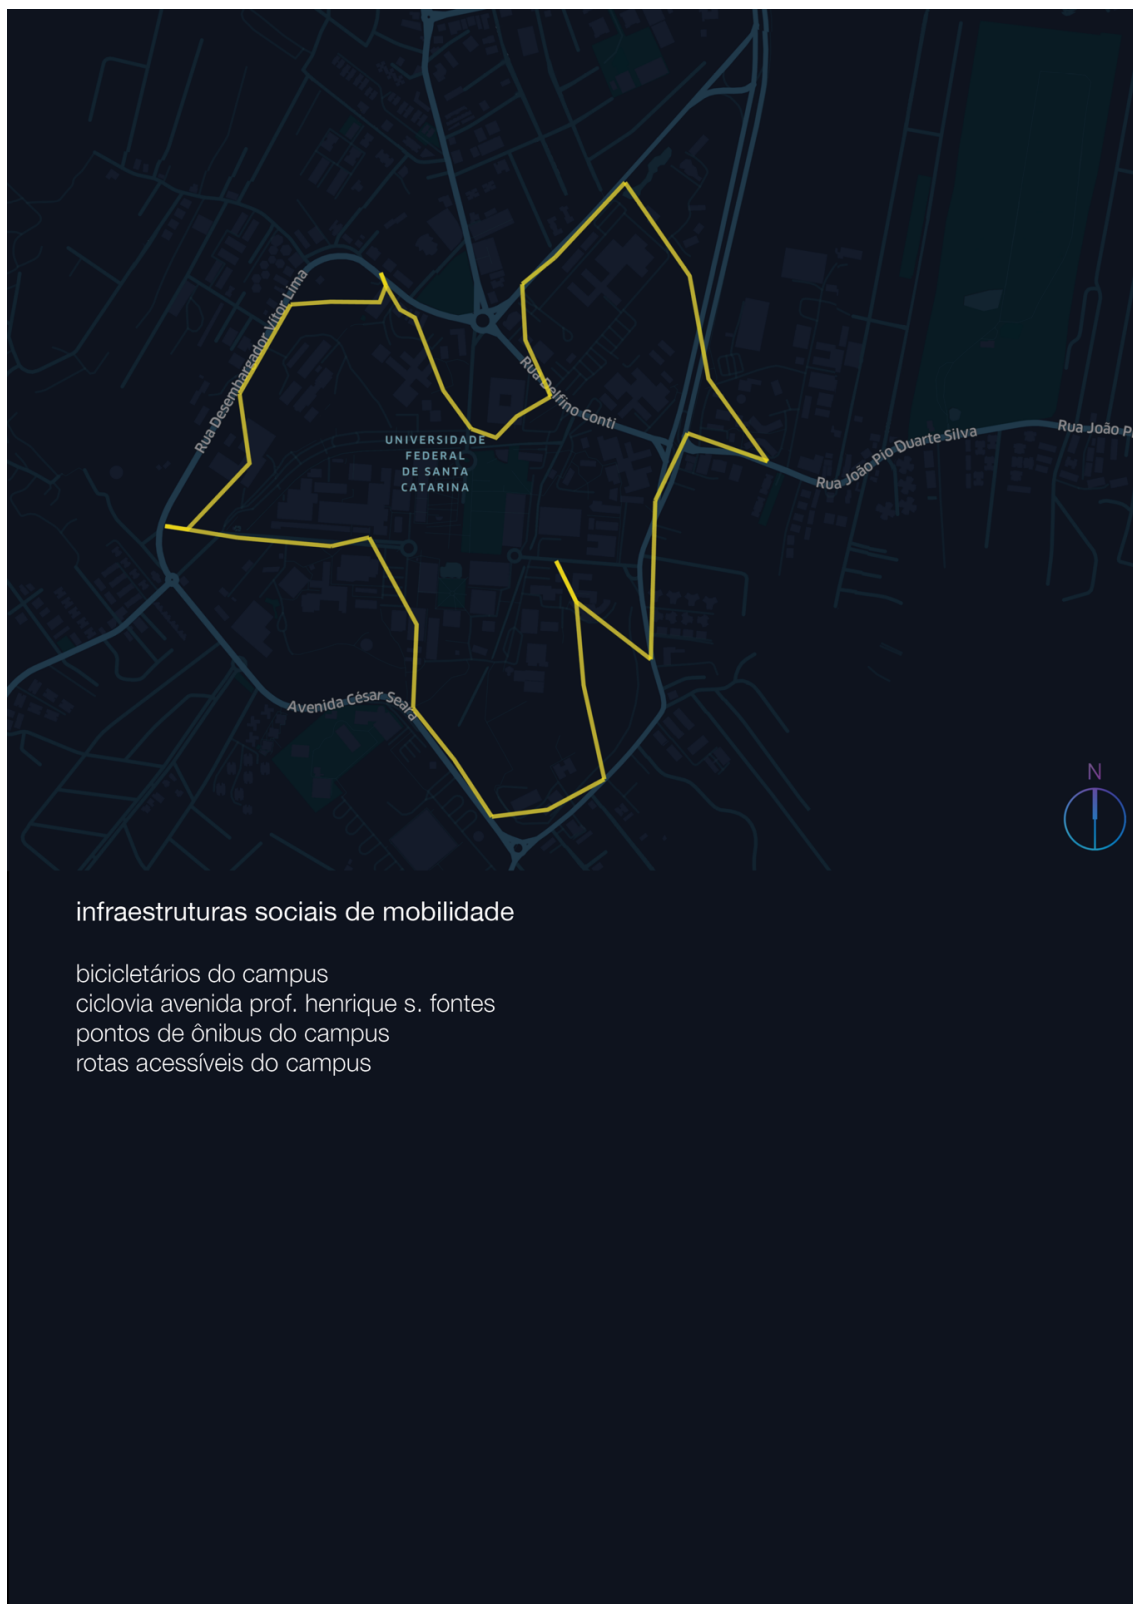 Rua Desembargador Vítor Lima
Rua Delfino Conti
UNIVERSIDADE
FEDERAL
DE SANTA
CATARINA
Rua João Pio Duarte Silva
Rua João Pi
Avenida César Seara
N
infraestruturas sociais de mobilidade
bicicletários do campus
ciclovia avenida prof. henrique s. fontes
pontos de ônibus do campus
rotas acessíveis do campus